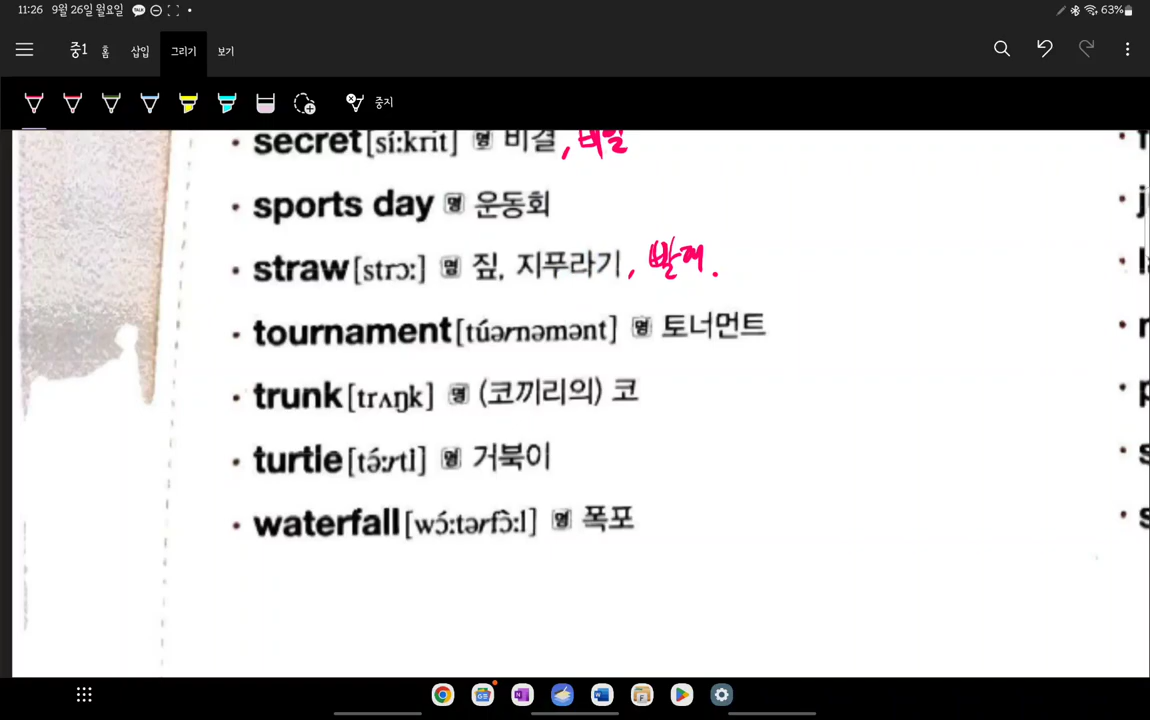 11:26 9월 26일 월요일 63%
중1 홈 삽입 그리기 보기
중지
• secret[síːkrit] 명 비결, 비밀
• sports day 명 운동회
• straw[strɔː] 명 짚, 지푸라기, 빨대.
• tournament[túərnəmənt] 명 토너먼트
• trunk[trʌŋk] 명 (코끼리의) 코
• turtle[tə́ːrtl] 명 거북이
• waterfall[wɔ́ːtərfɔ̀ːl] 명 폭포